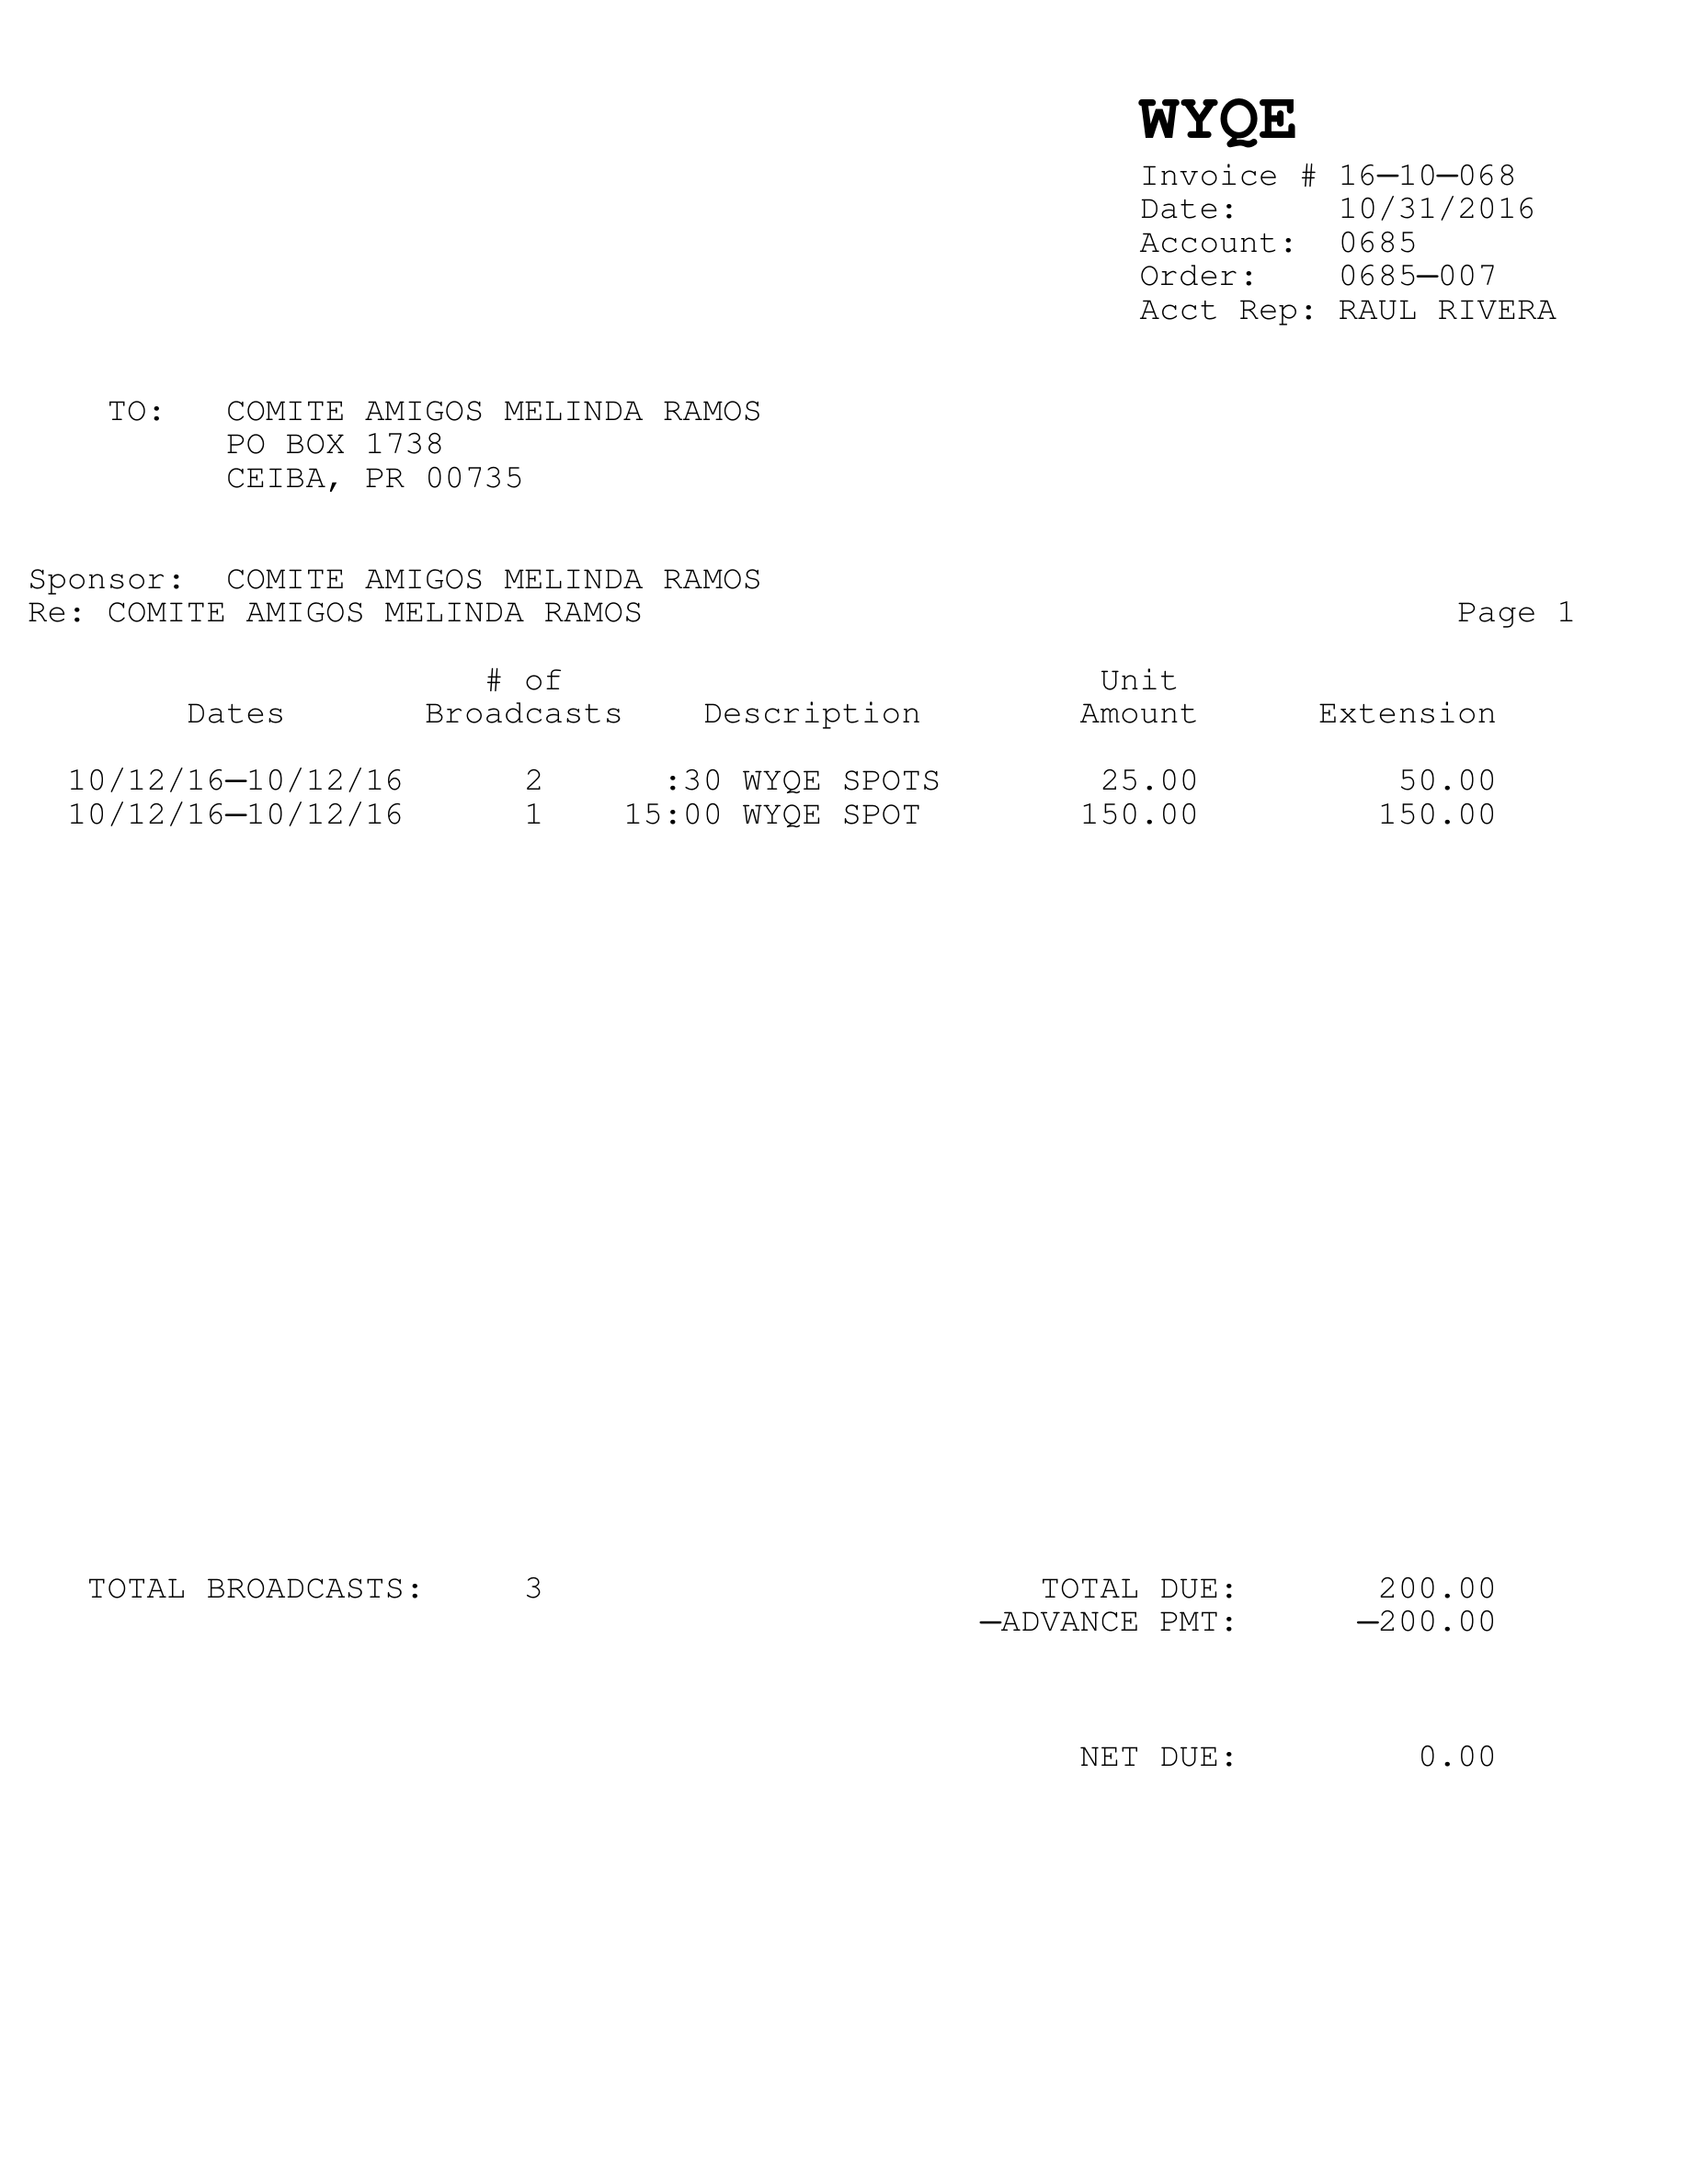 WYQE
Invoice # 16-10-068
Date: 10/31/2016
Account: 0685
Order: 0685-007
Acct Rep: RAUL RIVERA
TO: COMITE AMIGOS MELINDA RAMOS
PO BOX 1738
CEIBA, PR 00735
Sponsor: COMITE AMIGOS MELINDA RAMOS
Re: COMITE AMIGOS MELINDA RAMOS Page 1
# of Unit
Dates Broadcasts Description Amount Extension
10/12/16-10/12/16 2 :30 WYQE SPOTS 25.00 50.00
10/12/16-10/12/16 1 15:00 WYQE SPOT 150.00 150.00
TOTAL BROADCASTS: 3 TOTAL DUE: 200.00
-ADVANCE PMT: -200.00
NET DUE: 0.00